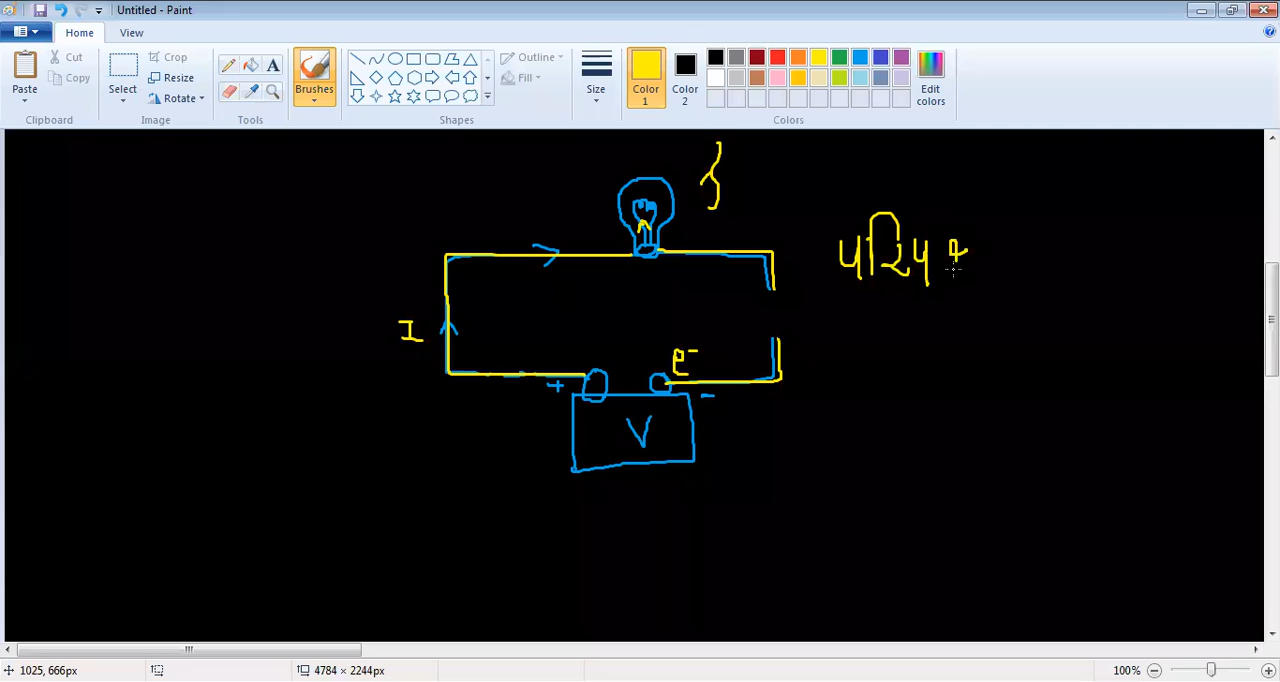 Untitled - Paint
Home
View
Paste
Cut
Copy
Clipboard
Select
Crop
Resize
Rotate
Image
Tools
Brushes
Shapes
Outline
Fill
Size
Color
1
Color
2
Colors
Edit
colors
I
e-
+
-
V
1025, 666px
4784 × 2244px
100%